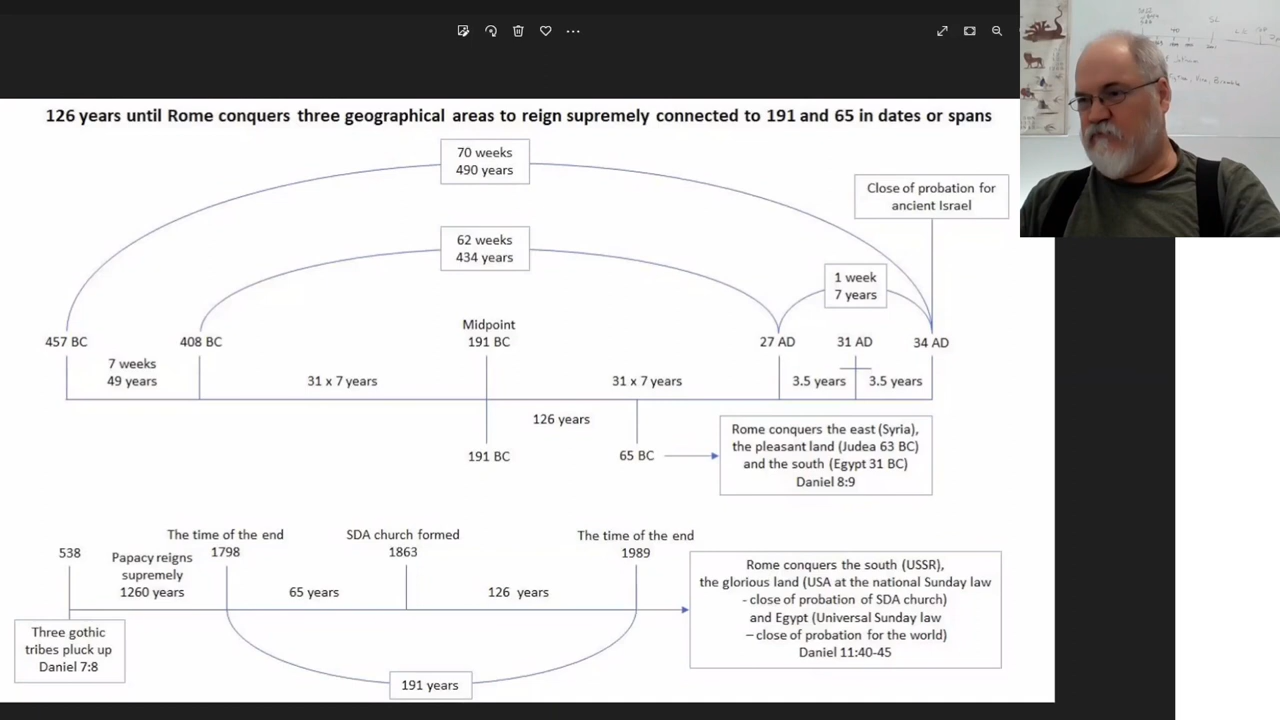 126 years until Rome conquers three geographical areas to reign supremely connected to 191 and 65 in dates or spans
70 weeks
490 years
Close of probation for
ancient Israel
62 weeks
434 years
1 week
7 years
Midpoint
457 BC
408 BC
191 BC
27 AD
31 AD
34 AD
7 weeks
49 years
31 x 7 years
31 x 7 years
3.5 years
3.5 years
126 years
191 BC
65 BC
Rome conquers the east (Syria),
the pleasant land (Judea 63 BC)
and the south (Egypt 31 BC)
Daniel 8:9
538
Papacy reigns
supremely
1260 years
The time of the end
1798
SDA church formed
1863
The time of the end
1989
65 years
126 years
Three gothic
tribes pluck up
Daniel 7:8
191 years
Rome conquers the south (USSR),
the glorious land (USA at the national Sunday law
- close of probation of SDA church)
and Egypt (Universal Sunday law
– close of probation for the world)
Daniel 11:40-45